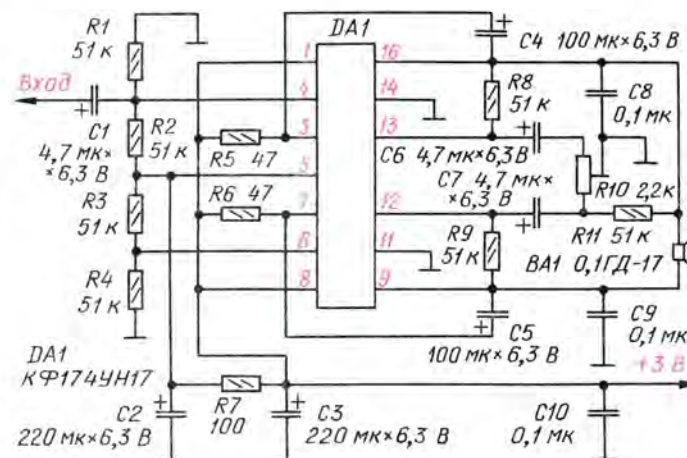 R1
51 к
DA1
Вход
C1
4,7 мк×
×6,3 В
R2
51 к
R3
51 к
R4
51 к
R5 47
R6 47
1
4
3
5
7
6
8
16
14
13
12
11
9
C4 100 мк×6,3 В
R8
51 к
C8
0,1 мк
C6 4,7 мк×6,3 В
C7 4,7 мк×
×6,3 В
R10 2,2к
R11 51 к
R9
51 к
BA1 0,1ГД-17
C5
100 мк×6,3 В
C9
0,1 мк
+3 В
DA1
КФ174УН17
C2
220 мк×6,3 В
R7
100
C3
220 мк×6,3 В
C10
0,1 мк